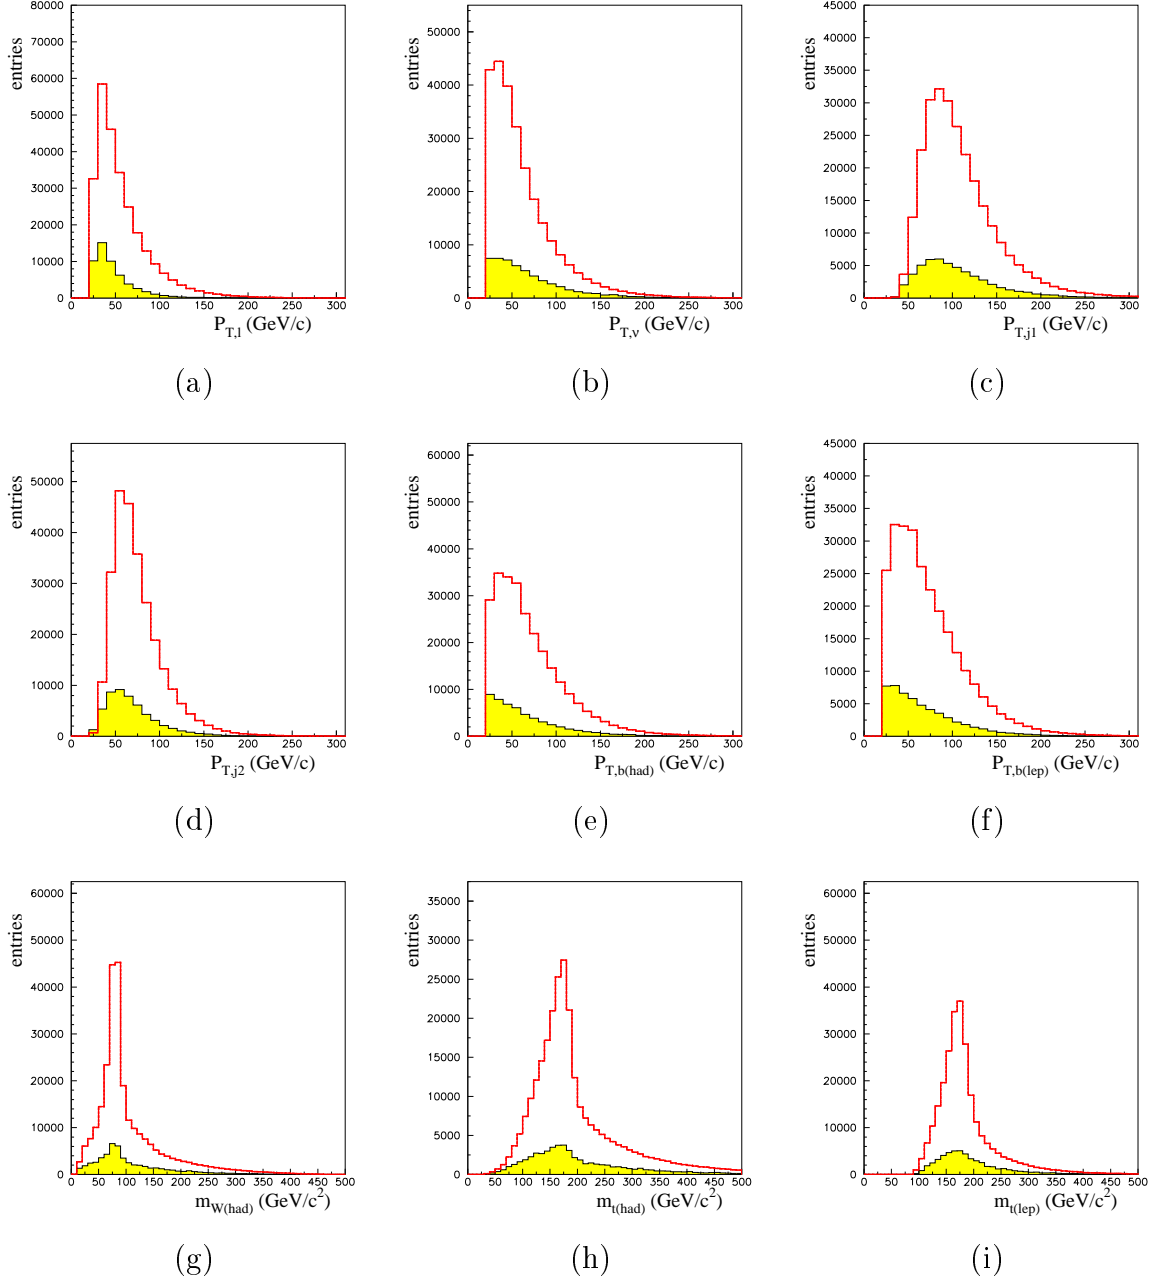 entries
80000
70000
60000
50000
40000
30000
20000
10000
0
0 50 100 150 200 250 300
P_{T,l} (GeV/c)
(a)
entries
50000
40000
30000
20000
10000
0
0 50 100 150 200 250 300
P_{T,ν} (GeV/c)
(b)
entries
45000
40000
35000
30000
25000
20000
15000
10000
5000
0
0 50 100 150 200 250 300
P_{T,j1} (GeV/c)
(c)
entries
50000
40000
30000
20000
10000
0
0 50 100 150 200 250 300
P_{T,j2} (GeV/c)
(d)
entries
60000
50000
40000
30000
20000
10000
0
0 50 100 150 200 250 300
P_{T,b(had)} (GeV/c)
(e)
entries
45000
40000
35000
30000
25000
20000
15000
10000
5000
0
0 50 100 150 200 250 300
P_{T,b(lep)} (GeV/c)
(f)
entries
60000
50000
40000
30000
20000
10000
0
0 50 100 150 200 250 300 350 400 450 500
m_{W(had)} (GeV/c²)
(g)
entries
35000
30000
25000
20000
15000
10000
5000
0
0 50 100 150 200 250 300 350 400 450 500
m_{t(had)} (GeV/c²)
(h)
entries
60000
50000
40000
30000
20000
10000
0
0 50 100 150 200 250 300 350 400 450 500
m_{t(lep)} (GeV/c²)
(i)